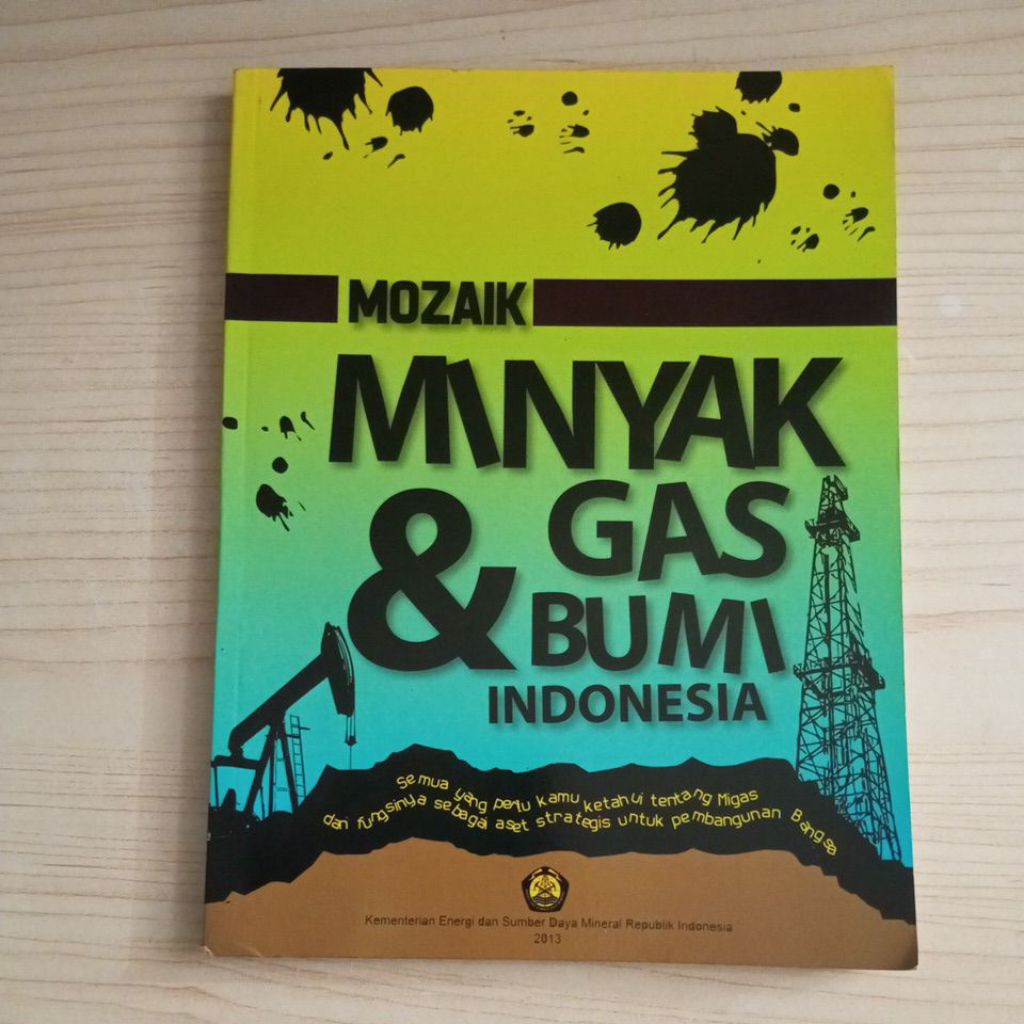 MOZAIK
MINYAK
& GAS
BUMI
INDONESIA
Semua yang perlu kamu ketahui tentang Migas
dan fungsinya sebagai aset strategis untuk pembangunan Bangsa
Kementerian Energi dan Sumber Daya Mineral Republik Indonesia
2013